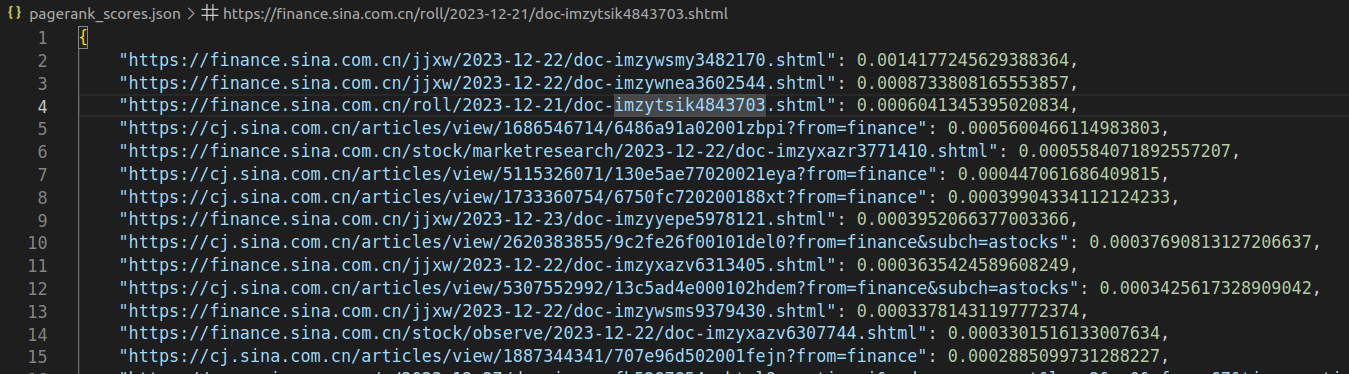 pagerank_scores.json > https://finance.sina.com.cn/roll/2023-12-21/doc-imzytsik4843703.shtml
1 {
2 "https://finance.sina.com.cn/jjxw/2023-12-22/doc-imzywsmy3482170.shtml": 0.0014177245629388364,
3 "https://finance.sina.com.cn/jjxw/2023-12-22/doc-imzywnea3602544.shtml": 0.0008733808165553857,
4 "https://finance.sina.com.cn/roll/2023-12-21/doc-imzytsik4843703.shtml": 0.0006041345395020834,
5 "https://cj.sina.com.cn/articles/view/1686546714/6486a91a02001zbpi?from=finance": 0.0005600466114983803,
6 "https://finance.sina.com.cn/stock/marketresearch/2023-12-22/doc-imzyxazr3771410.shtml": 0.0005584071892557207,
7 "https://cj.sina.com.cn/articles/view/5115326071/130e5ae77020021eya?from=finance": 0.000447061686409815,
8 "https://cj.sina.com.cn/articles/view/1733360754/6750fc720200188xt?from=finance": 0.00039904334112124233,
9 "https://finance.sina.com.cn/jjxw/2023-12-23/doc-imzyyepe5978121.shtml": 0.0003952066377003366,
10 "https://cj.sina.com.cn/articles/view/2620383855/9c2fe26f00101del0?from=finance&subch=astocks": 0.00037690813127206637,
11 "https://finance.sina.com.cn/jjxw/2023-12-22/doc-imzyxazv6313405.shtml": 0.00036354245896 08249,
12 "https://cj.sina.com.cn/articles/view/5307552992/13c5ad4e000102hdem?from=finance&subch=astocks": 0.0003425617328909042,
13 "https://finance.sina.com.cn/jjxw/2023-12-22/doc-imzywsms9379430.shtml": 0.00033781431197772374,
14 "https://finance.sina.com.cn/stock/observe/2023-12-22/doc-imzyxazv6307744.shtml": 0.0003301516133007634,
15 "https://cj.sina.com.cn/articles/view/1887344341/707e96d502001fejn?from=finance": 0.0002885099731288227,